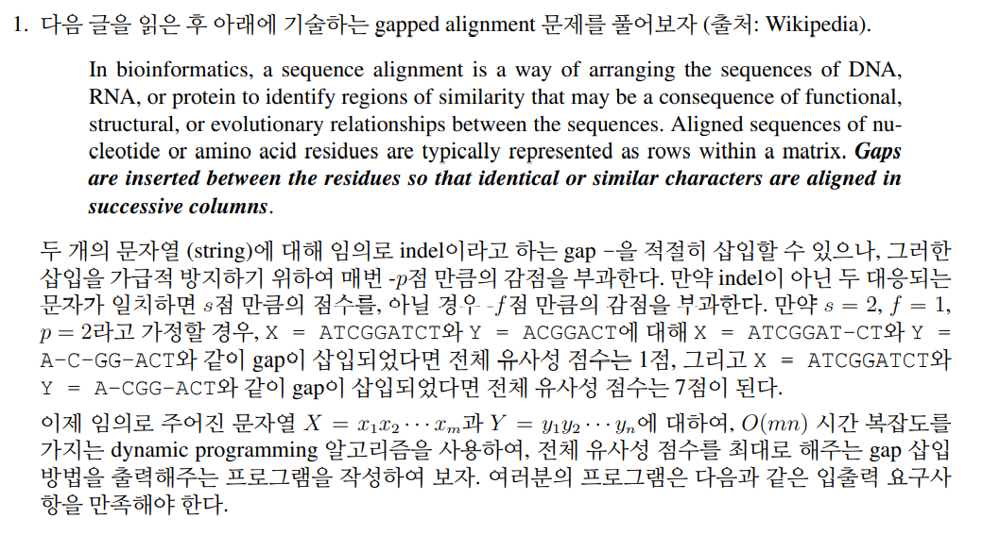 1. 다음 글을 읽은 후 아래에 기술하는 gapped alignment 문제를 풀어보자 (출처: Wikipedia).
In bioinformatics, a sequence alignment is a way of arranging the sequences of DNA,
RNA, or protein to identify regions of similarity that may be a consequence of functional,
structural, or evolutionary relationships between the sequences. Aligned sequences of nu-
cleotide or amino acid residues are typically represented as rows within a matrix. Gaps
are inserted between the residues so that identical or similar characters are aligned in
successive columns.
두 개의 문자열 (string)에 대해 임의로 indel이라고 하는 gap -을 적절히 삽입할 수 있으나, 그러한
삽입을 가급적 방지하기 위하여 매번 -p점 만큼의 감점을 부과한다. 만약 indel이 아닌 두 대응되는
문자가 일치하면 s점 만큼의 점수를, 아닐 경우 -f점 만큼의 감점을 부과한다. 만약 s = 2, f = 1,
p = 2라고 가정할 경우, X = ATCGGATCT와 Y = ACGGACT에 대해 X = ATCGGAT-CT와 Y =
A-C-GG-ACT와 같이 gap이 삽입되었다면 전체 유사성 점수는 1점, 그리고 X = ATCGGATCT와
Y = A-CGG-ACT와 같이 gap이 삽입되었다면 전체 유사성 점수는 7점이 된다.
이제 임의로 주어진 문자열 X = x₁x₂···xₘ과 Y = y₁y₂···yₙ에 대하여, O(mn) 시간 복잡도를
가지는 dynamic programming 알고리즘을 사용하여, 전체 유사성 점수를 최대로 해주는 gap 삽입
방법을 출력해주는 프로그램을 작성하여 보자. 여러분의 프로그램은 다음과 같은 입출력 요구사
항을 만족해야 한다.